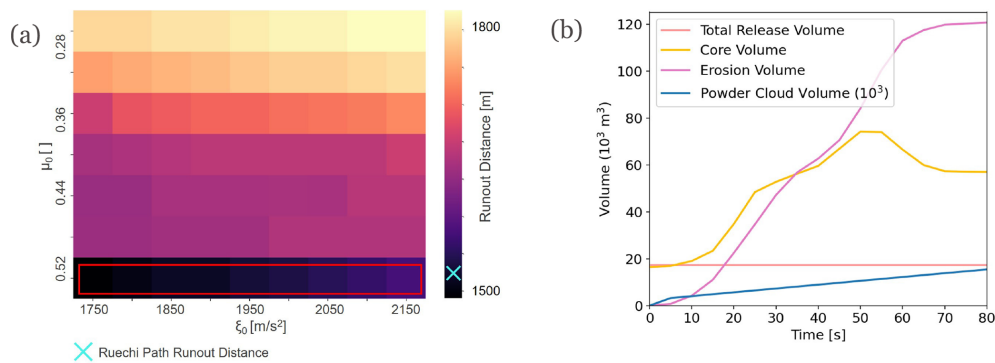 (a)
0.28
0.36
0.44
0.52
μ₀ [ ]
1750
1850
1950
2050
2150
ξ₀ [m/s²]
1800
1500
Runout Distance [m]
Ruechi Path Runout Distance
(b)
Total Release Volume
Core Volume
Erosion Volume
Powder Cloud Volume (10³)
120
100
80
60
40
20
0
Volume (10³ m³)
0
10
20
30
40
50
60
70
80
Time [s]